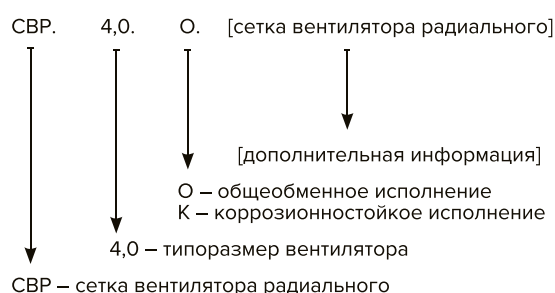 СВР. 4,0. О. [сетка вентилятора радиального]
[дополнительная информация]
О – общеобменное исполнение
К – коррозионностойкое исполнение
4,0 – типоразмер вентилятора
СВР – сетка вентилятора радиального